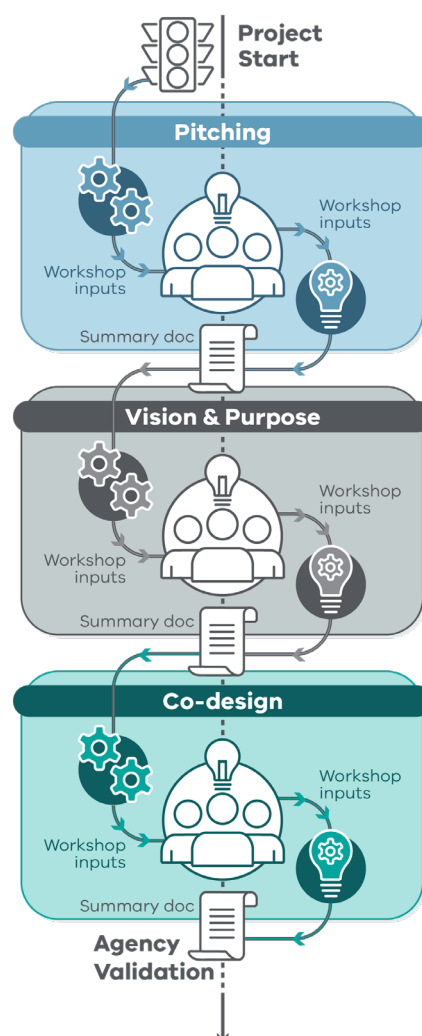 Project
Start
Pitching
Workshop
inputs
Workshop
inputs
Summary doc
Vision & Purpose
Workshop
inputs
Workshop
inputs
Summary doc
Co-design
Workshop
inputs
Workshop
inputs
Summary doc
Agency
Validation